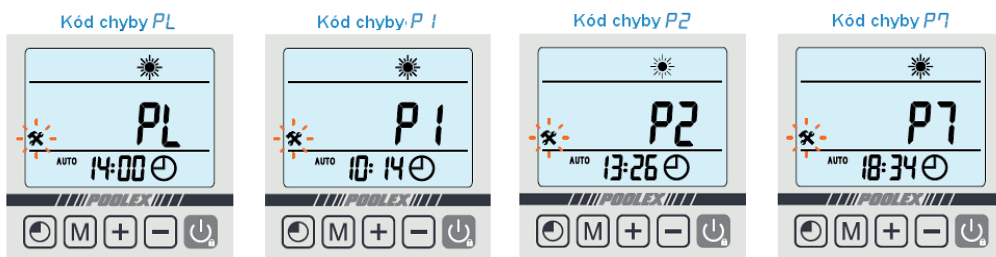 Kód chyby PL
Kód chyby P1
Kód chyby P2
Kód chyby P7
PL
AUTO 14:00
POOLEX
M + −
P1
AUTO 10:14
POOLEX
M + −
P2
AUTO 13:26
POOLEX
M + −
P7
AUTO 18:34
POOLEX
M + −